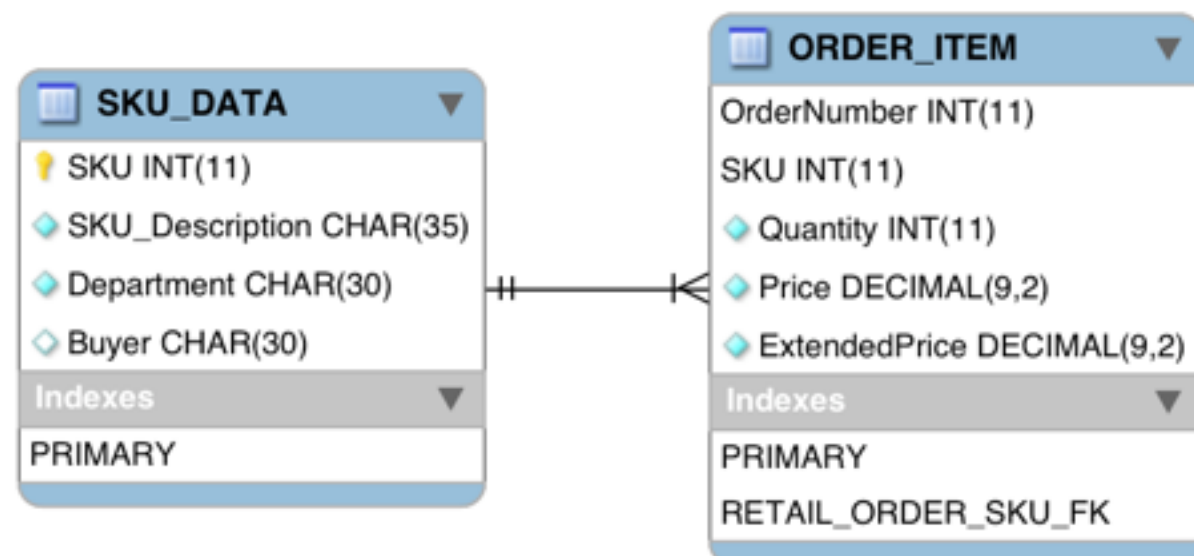 SKU_DATA
SKU INT(11)
SKU_Description CHAR(35)
Department CHAR(30)
Buyer CHAR(30)
Indexes
PRIMARY
ORDER_ITEM
OrderNumber INT(11)
SKU INT(11)
Quantity INT(11)
Price DECIMAL(9,2)
ExtendedPrice DECIMAL(9,2)
Indexes
PRIMARY
RETAIL_ORDER_SKU_FK